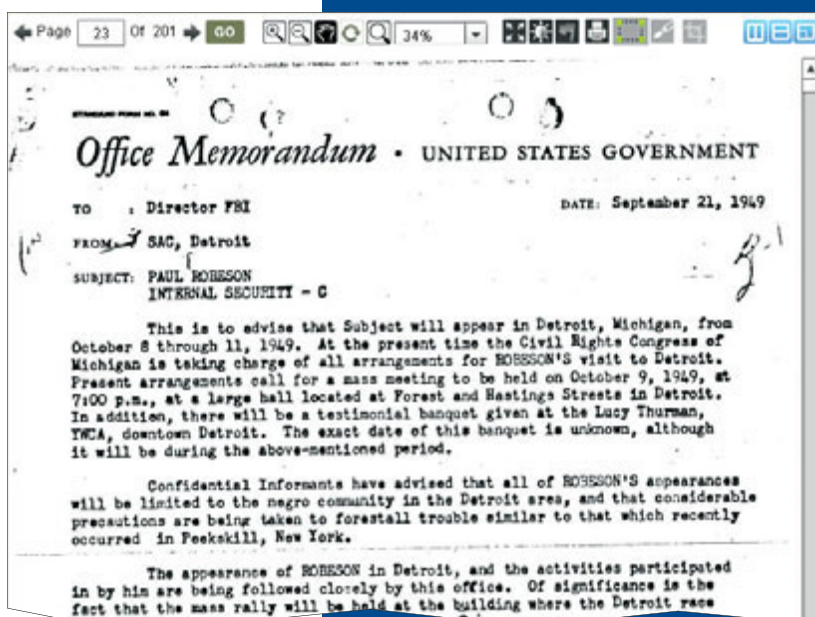 Page 23 Of 201 GO 34%
STANDARD FORM NO. 64
Office Memorandum • UNITED STATES GOVERNMENT
TO : Director FBI DATE: September 21, 1949
FROM: SAC, Detroit
SUBJECT: PAUL ROBESON
INTERNAL SECURITY - C
This is to advise that Subject will appear in Detroit, Michigan, from
October 8 through 11, 1949. At the present time the Civil Rights Congress of
Michigan is taking charge of all arrangements for ROBESON'S visit to Detroit.
Present arrangements call for a mass meeting to be held on October 9, 1949, at
7:00 p.m., at a large hall located at Forest and Hastings Streets in Detroit.
In addition, there will be a testimonial banquet given at the Lucy Thurman,
YWCA, downtown Detroit. The exact date of this banquet is unknown, although
it will be during the above-mentioned period.
Confidential Informants have advised that all of ROBESON'S appearances
will be limited to the negro community in the Detroit area, and that considerable
precautions are being taken to forestall trouble similar to that which recently
occurred in Peekskill, New York.
The appearance of ROBESON in Detroit, and the activities participated
in by him are being followed closely by this office. Of significance is the
fact that the mass rally will be held at the building where the Detroit race